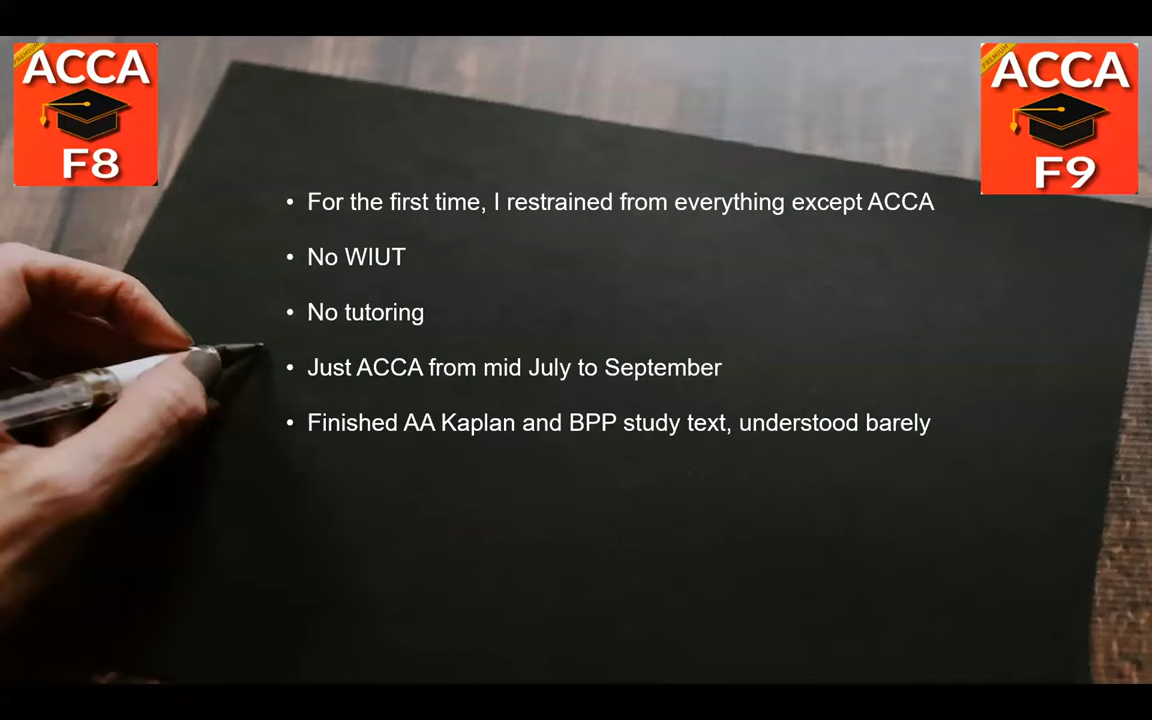 PREMIUM
ACCA
F8
PREMIUM
ACCA
F9
• For the first time, I restrained from everything except ACCA
• No WIUT
• No tutoring
• Just ACCA from mid July to September
• Finished AA Kaplan and BPP study text, understood barely